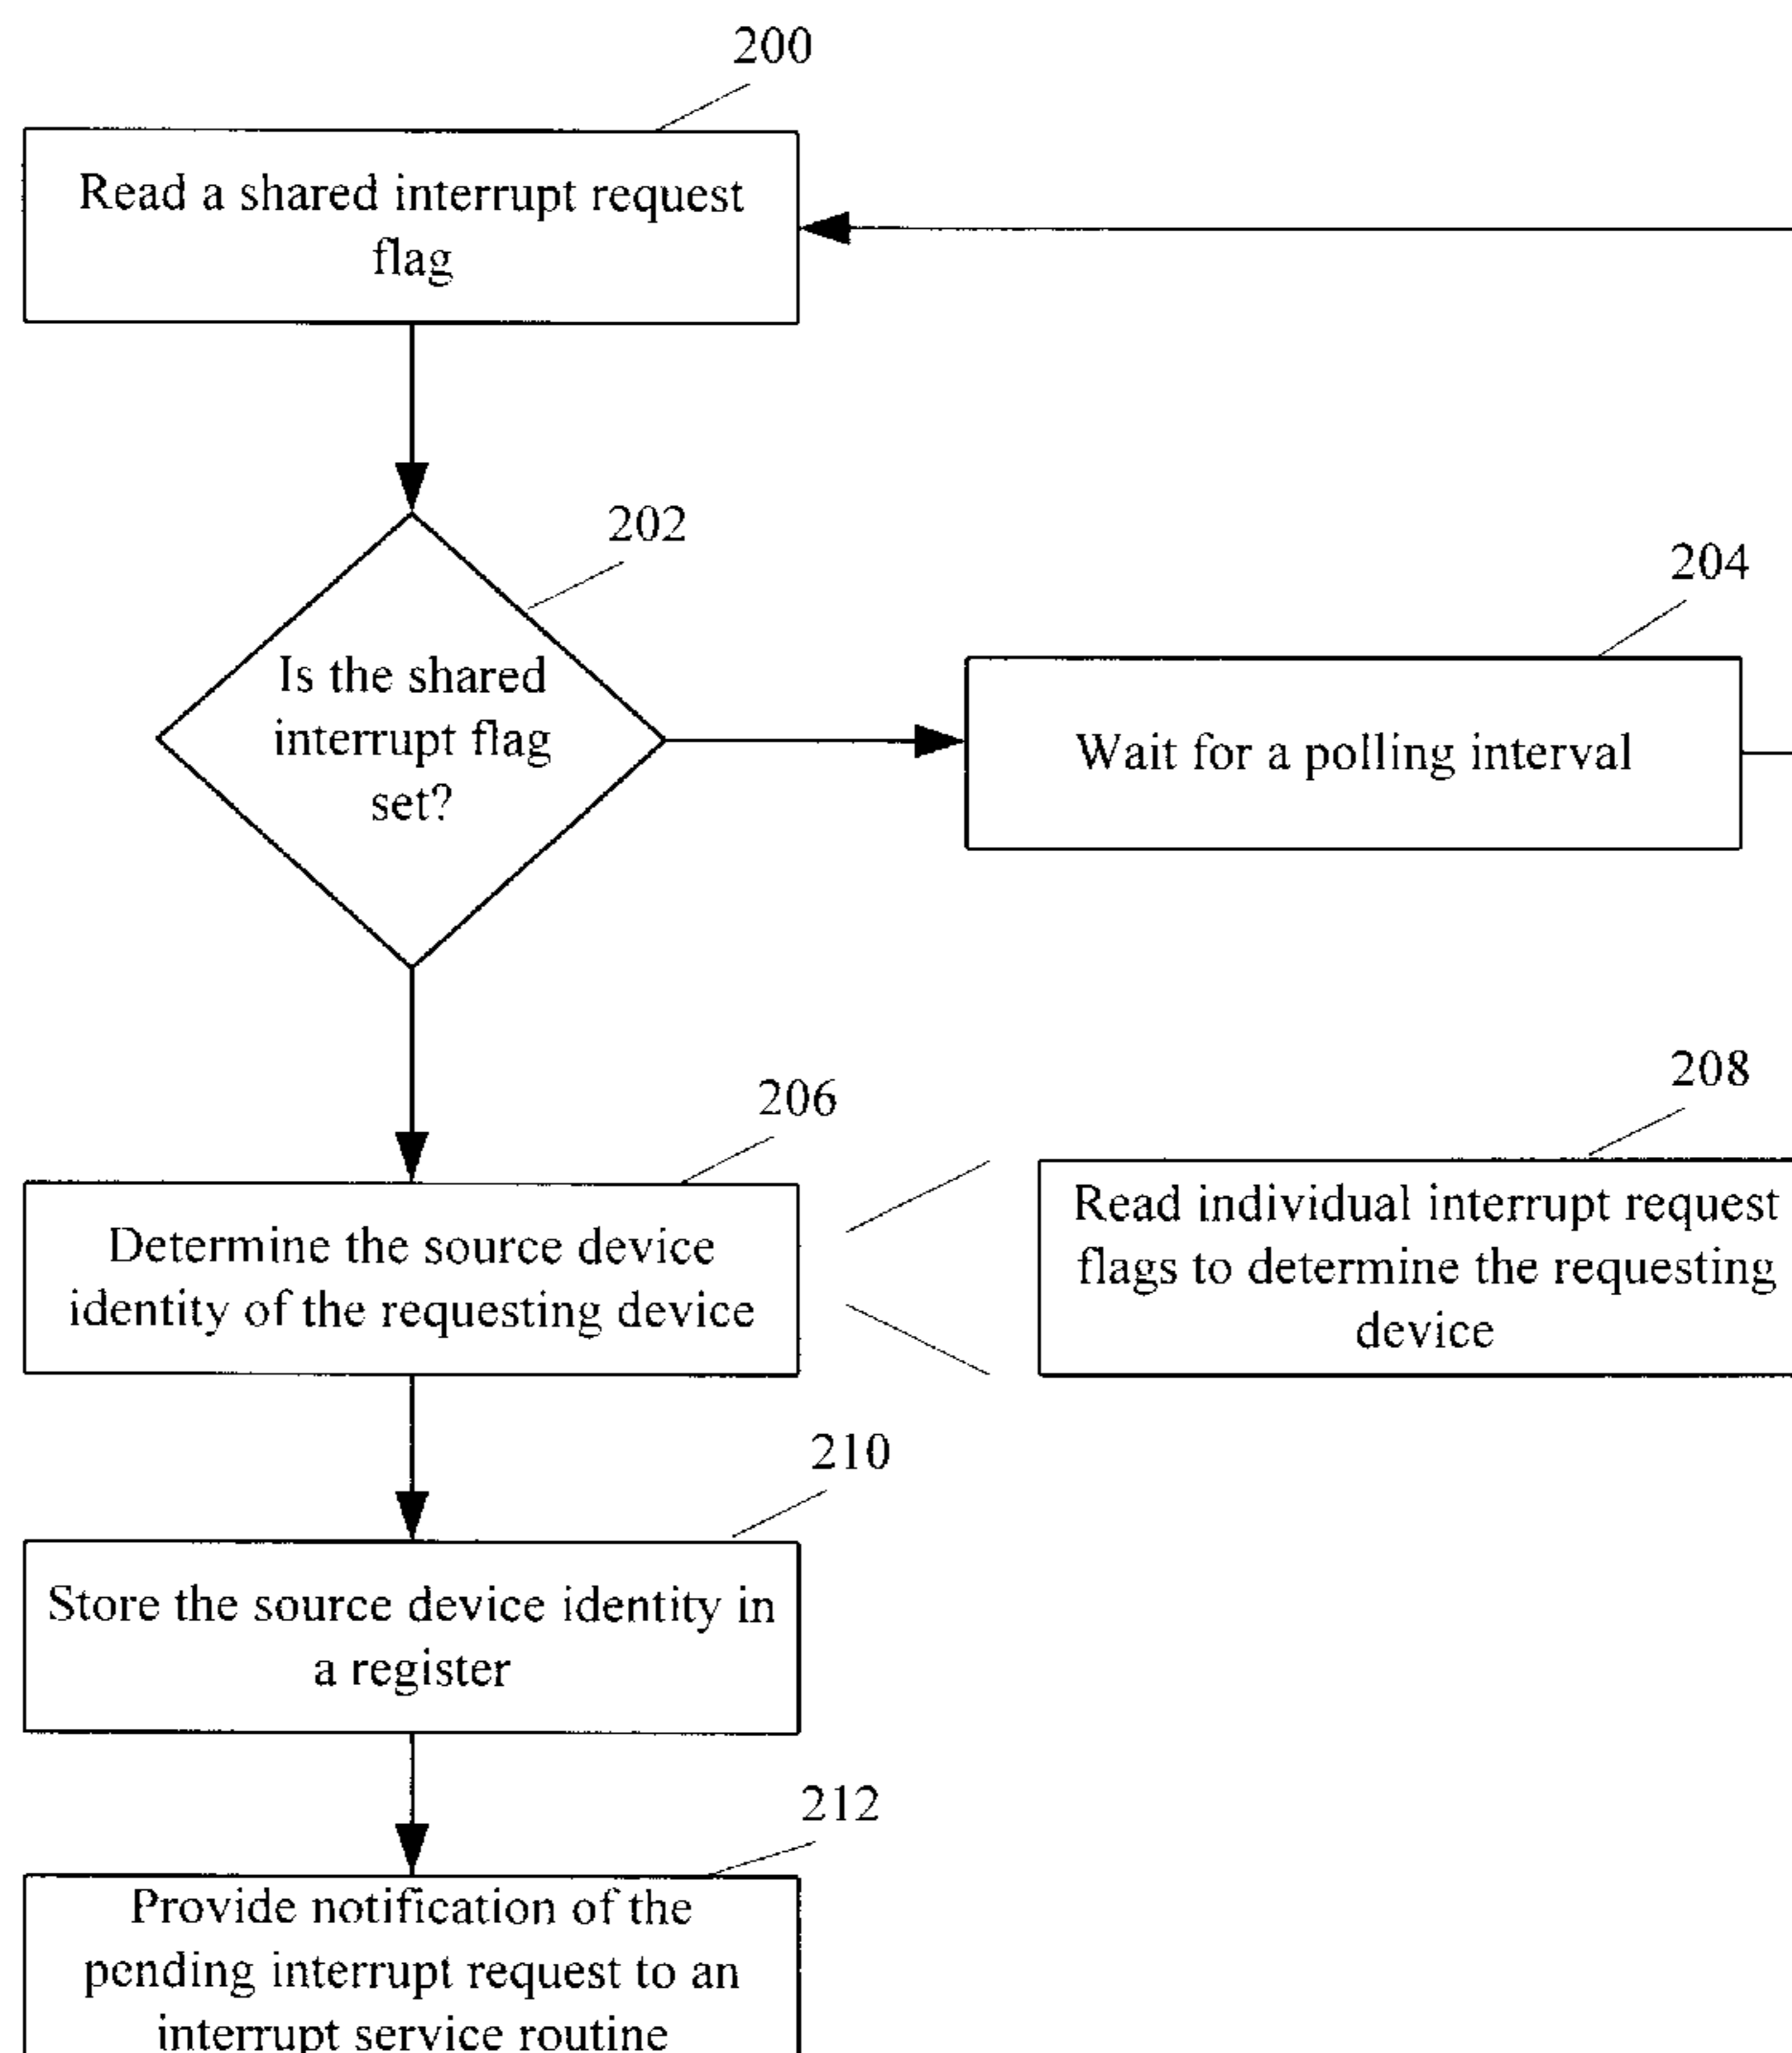 200
Read a shared interrupt request
flag
202
Is the shared
interrupt flag
set?
204
Wait for a polling interval
206
Determine the source device
identity of the requesting device
208
Read individual interrupt request
flags to determine the requesting
device
210
Store the source device identity in
a register
212
Provide notification of the
pending interrupt request to an
interrupt service routine